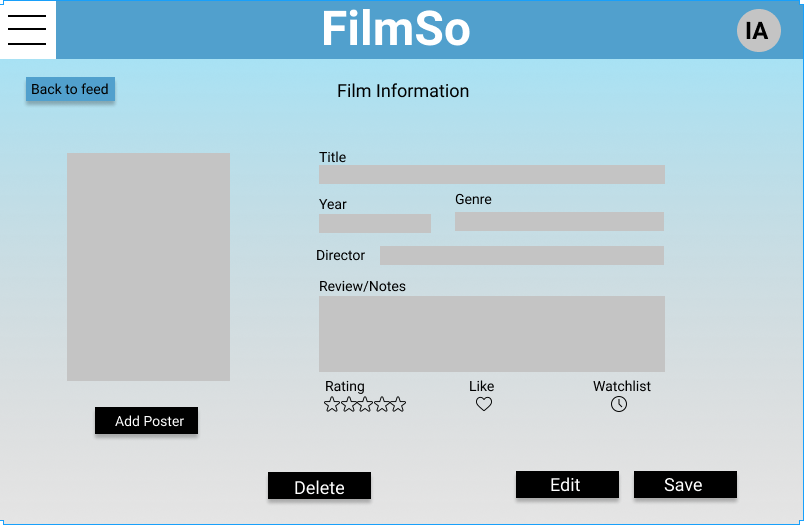 FilmSo
IA
Back to feed
Film Information
Title
Year
Genre
Director
Review/Notes
Rating
Like
Watchlist
Add Poster
Delete
Edit
Save